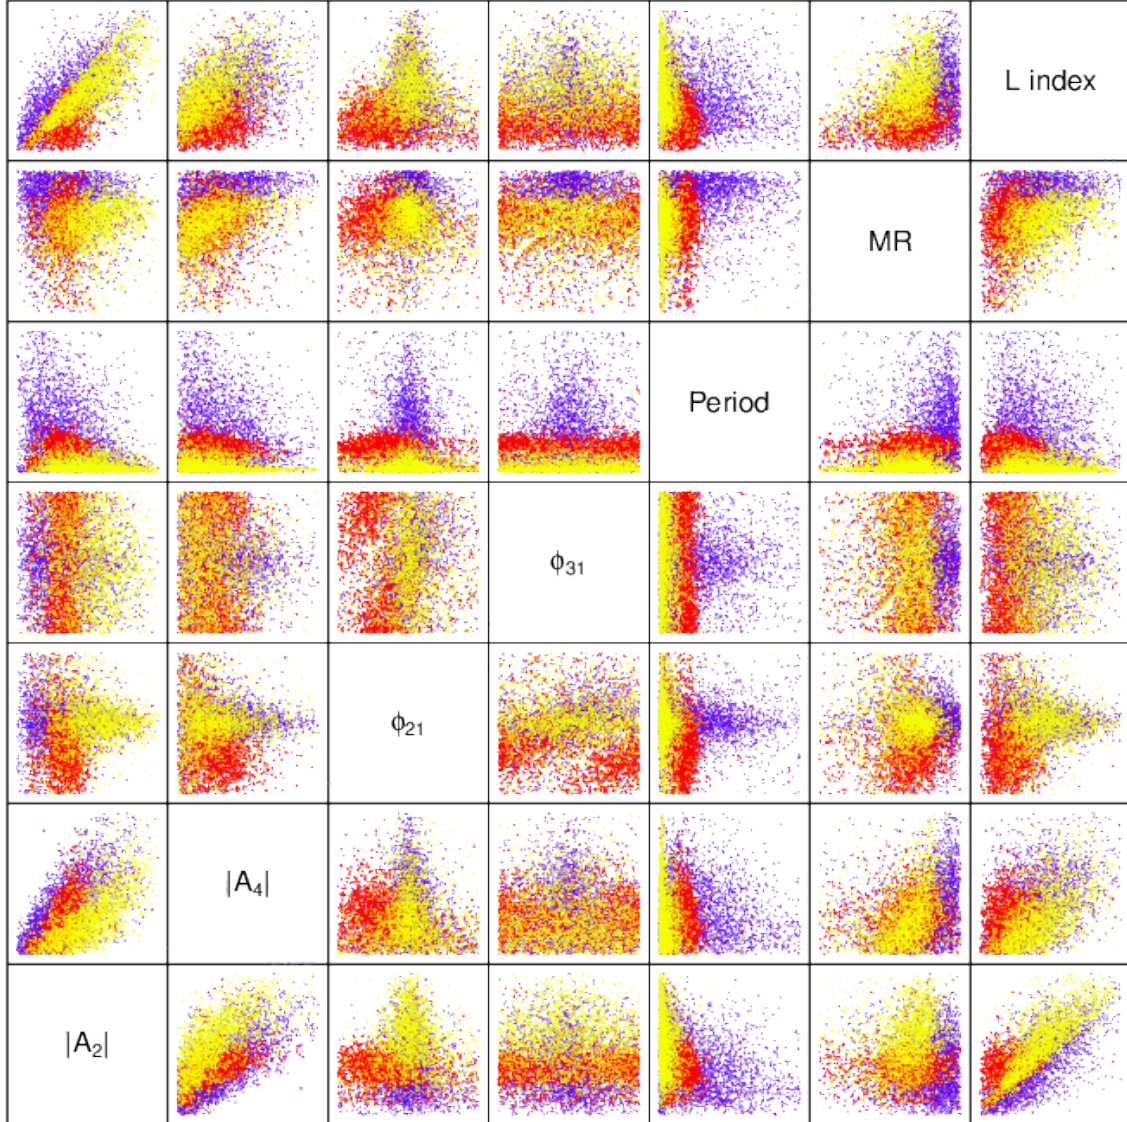 L index
MR
Period
ϕ₃₁
ϕ₂₁
|A₄|
|A₂|